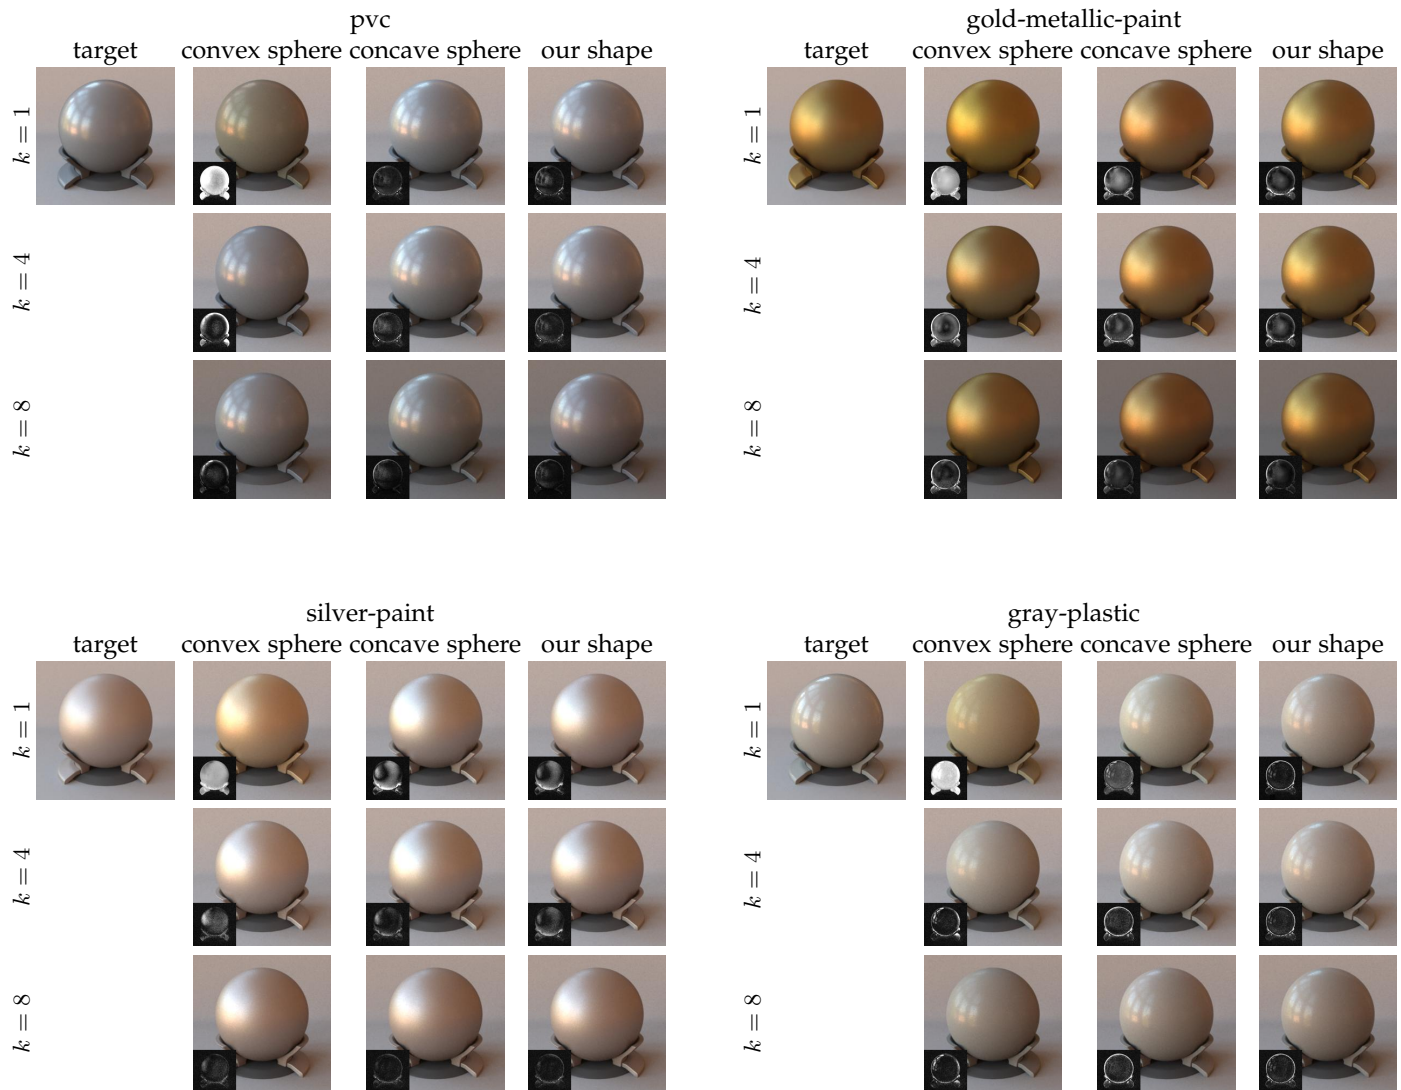 pvc
target convex sphere concave sphere our shape
k = 1
k = 4
k = 8
gold-metallic-paint
target convex sphere concave sphere our shape
k = 1
k = 4
k = 8
silver-paint
target convex sphere concave sphere our shape
k = 1
k = 4
k = 8
gray-plastic
target convex sphere concave sphere our shape
k = 1
k = 4
k = 8